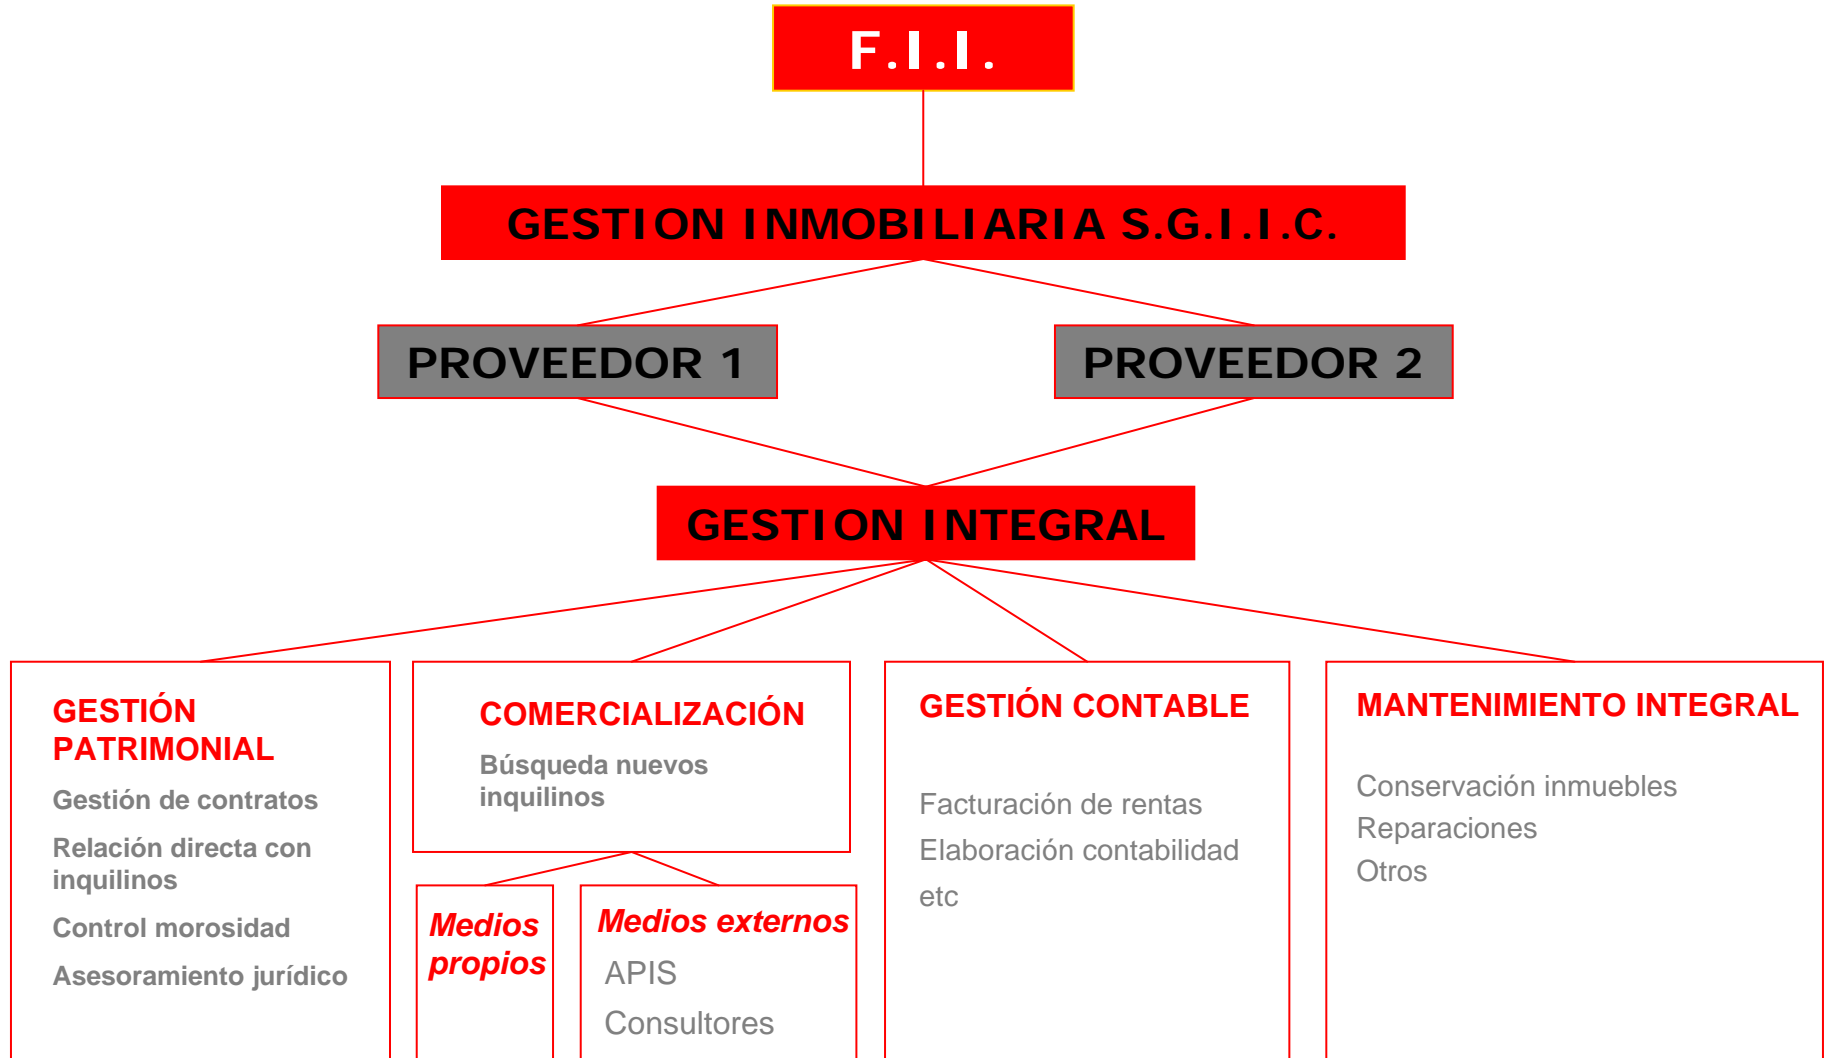 F.I.I.
GESTION INMOBILIARIA S.G.I.I.C.
PROVEEDOR 1
PROVEEDOR 2
GESTION INTEGRAL
GESTIÓN
PATRIMONIAL
Gestión de contratos
Relación directa con
inquilinos
Control morosidad
Asesoramiento jurídico
COMERCIALIZACIÓN
Búsqueda nuevos
inquilinos
Medios
propios
Medios externos
APIS
Consultores
GESTIÓN CONTABLE
Facturación de rentas
Elaboración contabilidad
etc
MANTENIMIENTO INTEGRAL
Conservación inmuebles
Reparaciones
Otros